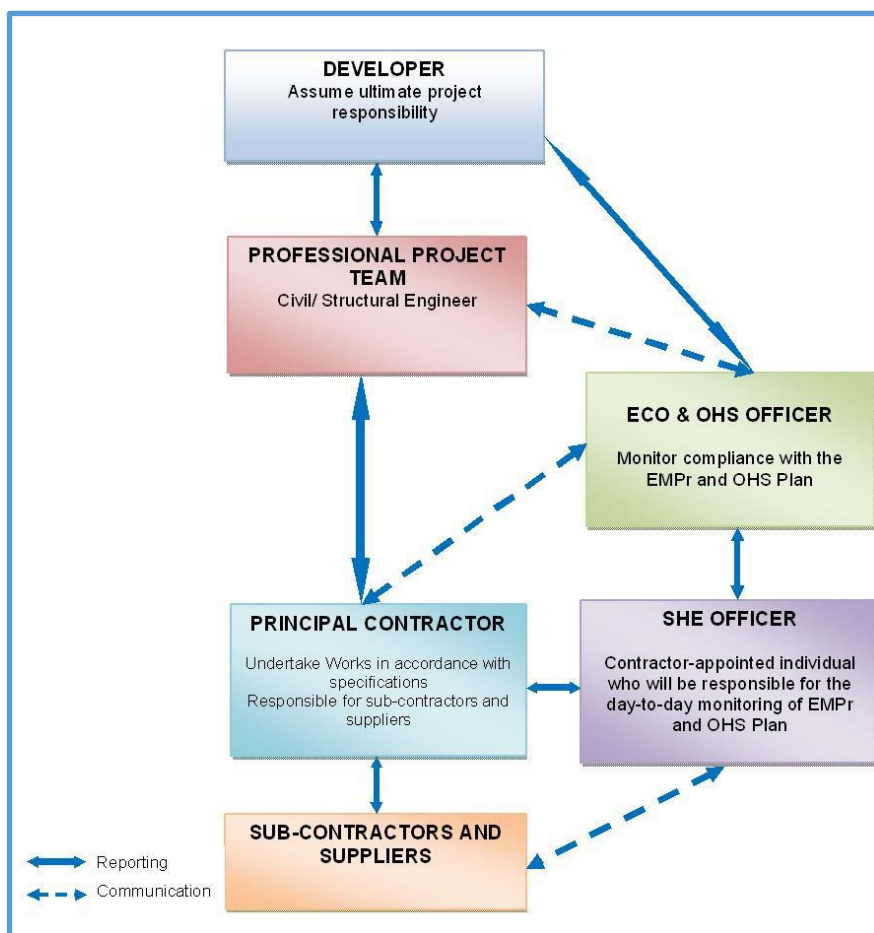 DEVELOPER
Assume ultimate project
responsibility
PROFESSIONAL PROJECT
TEAM
Civil/ Structural Engineer
ECO & OHS OFFICER
Monitor compliance with the
EMPr and OHS Plan
PRINCIPAL CONTRACTOR
Undertake Works in accordance with
specifications
Responsible for sub-contractors and
suppliers
SHE OFFICER
Contractor-appointed individual
who will be responsible for the
day-to-day monitoring of EMPr
and OHS Plan
SUB-CONTRACTORS AND
SUPPLIERS
Reporting
Communication